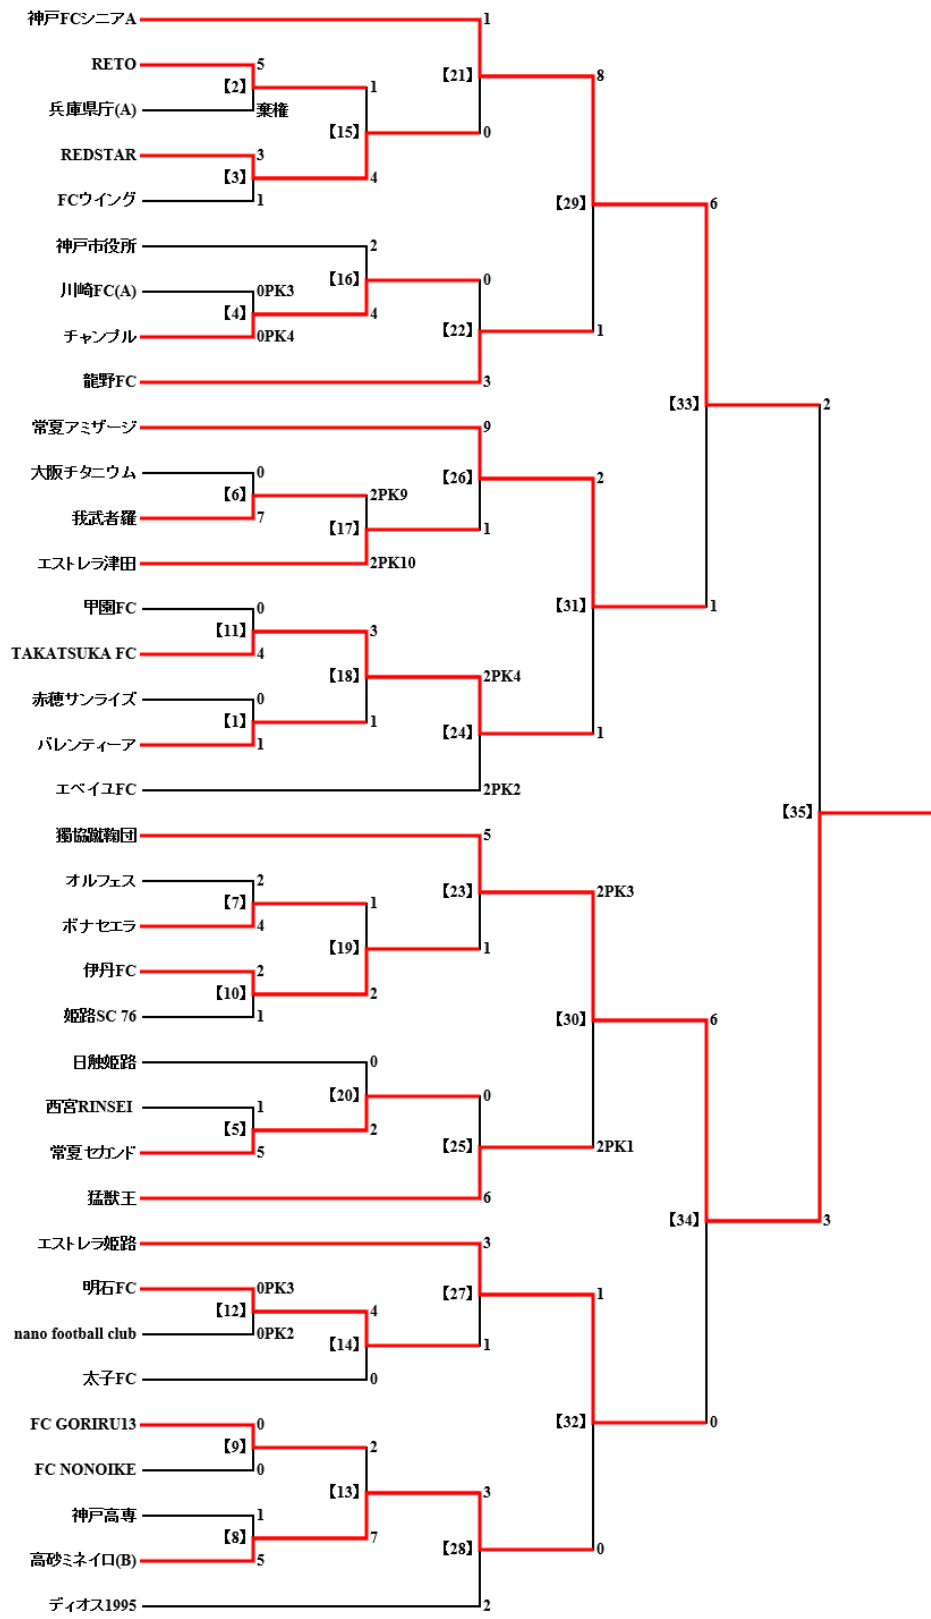 神戸FCシニアA 1
【21】 8
RETO 5
【2】 1
兵庫県庁(A) 棄権
【15】 0
REDSTAR 3
【3】 4
FCウイング 1
【29】 6
神戸市役所 2
【16】 0
川崎FC(A) 0PK3
【4】 4
チャンプル 0PK4
【22】 1
龍野FC 3
【33】 2
常夏アミザージ 9
【26】 2
大阪チタニウム 0
【6】 2PK9
我武者羅 7
【17】 1
エストレラ津田 2PK10
【31】 1
甲園FC 0
【11】 3
TAKATSUKA FC 4
【18】 2PK4
赤穂サンライズ 0
【1】 1
バレンティーア 1
【24】 1
エベイユFC 2PK2
【35】
獨協蹴鞠団 5
【23】 2PK3
オルフェス 2
【7】 1
ボナセエラ 4
【19】 1
伊丹FC 2
【10】 2
姫路SC 76 1
【30】 6
日触姫路 0
【20】 0
西宮RINSEI 1
【5】 2
常夏セカンド 5
【25】 2PK1
猛獣王 6
【34】 3
エストレラ姫路 3
【27】 1
明石FC 0PK3
【12】 4
nano football club 0PK2
【14】 1
太子FC 0
【32】 0
FC GORIRU13 0
【9】 2
FC NONOIKE 0
【13】 3
神戸高専 1
【8】 7
高砂ミネイロ(B) 5
【28】 0
ディオス1995 2